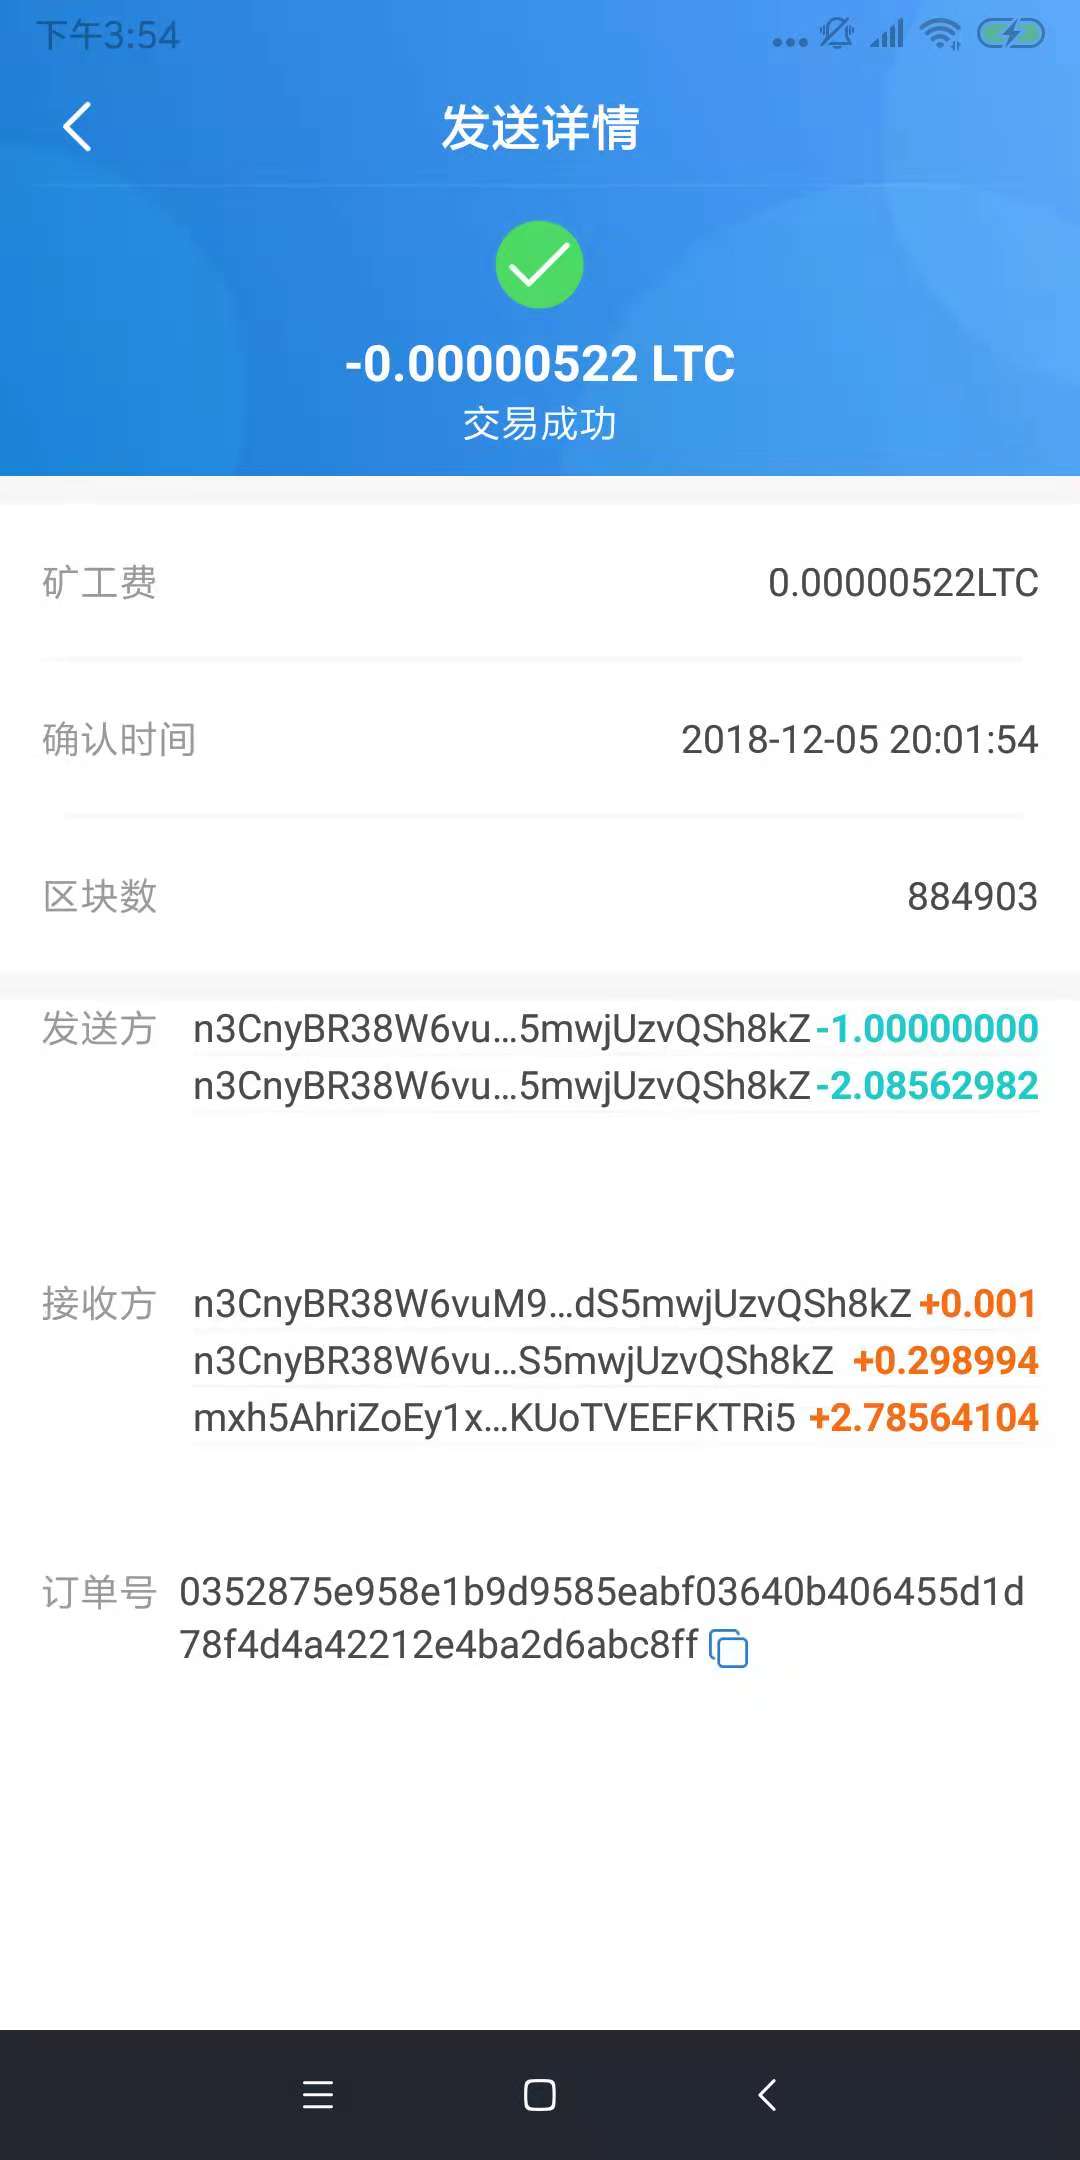 下午3:54
发送详情
-0.00000522 LTC
交易成功
矿工费 0.00000522LTC
确认时间 2018-12-05 20:01:54
区块数 884903
发送方 n3CnyBR38W6vu...5mwjUzvQSh8kZ -1.00000000
n3CnyBR38W6vu...5mwjUzvQSh8kZ -2.08562982
接收方 n3CnyBR38W6vuM9...dS5mwjUzvQSh8kZ +0.001
n3CnyBR38W6vu...S5mwjUzvQSh8kZ +0.298994
mxh5AhriZoEy1x...KUoTVEEFKTRi5 +2.78564104
订单号 0352875e958e1b9d9585eabf03640b406455d1d
78f4d4a42212e4ba2d6abc8ff